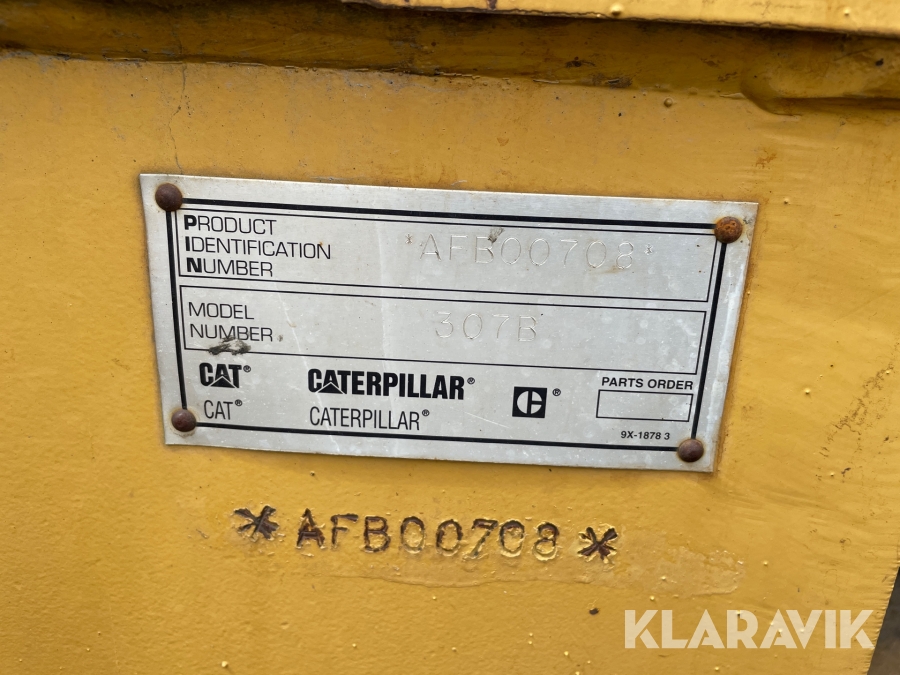 PRODUCT
IDENTIFICATION
NUMBER
*AFB00708*
MODEL
NUMBER
307B
CAT® CATERPILLAR® C® PARTS ORDER
CAT® CATERPILLAR®
9X-1878 3
*AFB00708*
KLARAVIK